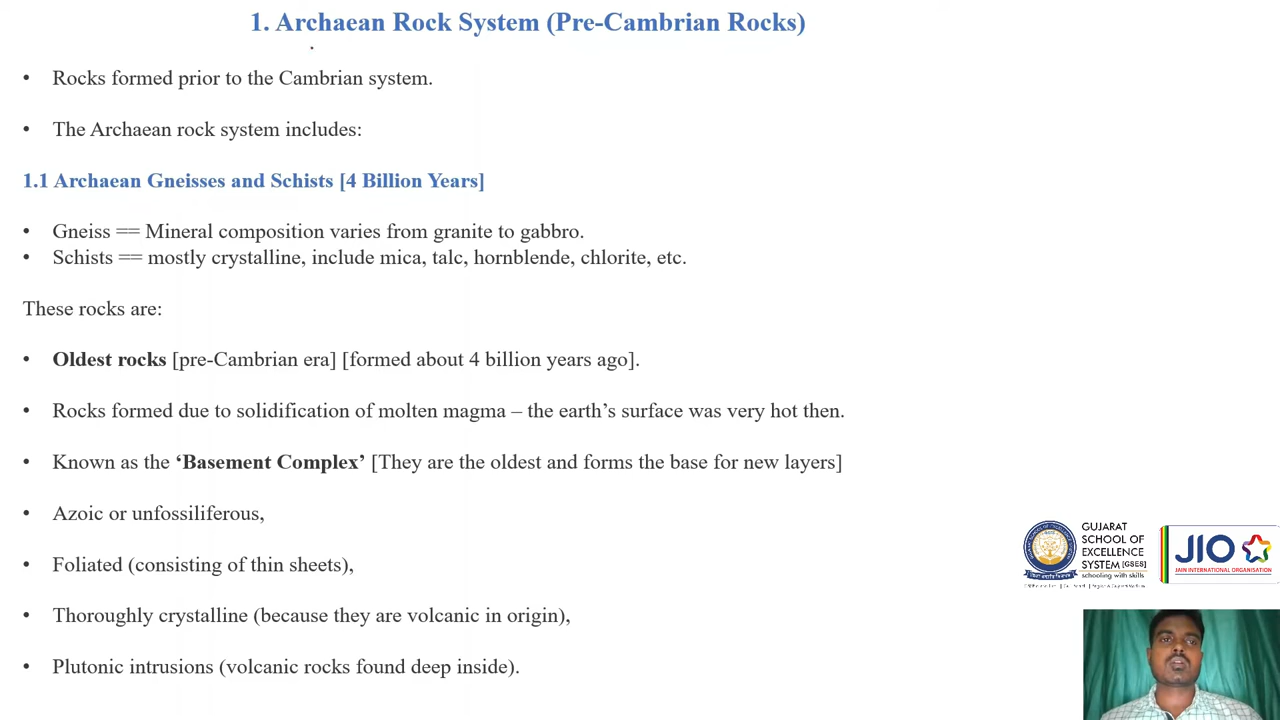 1. Archaean Rock System (Pre-Cambrian Rocks)
• Rocks formed prior to the Cambrian system.
• The Archaean rock system includes:
1.1 Archaean Gneisses and Schists [4 Billion Years]
• Gneiss == Mineral composition varies from granite to gabbro.
• Schists == mostly crystalline, include mica, talc, hornblende, chlorite, etc.
These rocks are:
• Oldest rocks [pre-Cambrian era] [formed about 4 billion years ago].
• Rocks formed due to solidification of molten magma – the earth’s surface was very hot then.
• Known as the ‘Basement Complex’ [They are the oldest and forms the base for new layers]
• Azoic or unfossiliferous,
• Foliated (consisting of thin sheets),
• Thoroughly crystalline (because they are volcanic in origin),
• Plutonic intrusions (volcanic rocks found deep inside).
GUJARAT
SCHOOL OF
EXCELLENCE
SYSTEM [GSES]
schooling with skills
JIO
JAIN INTERNATIONAL ORGANISATION